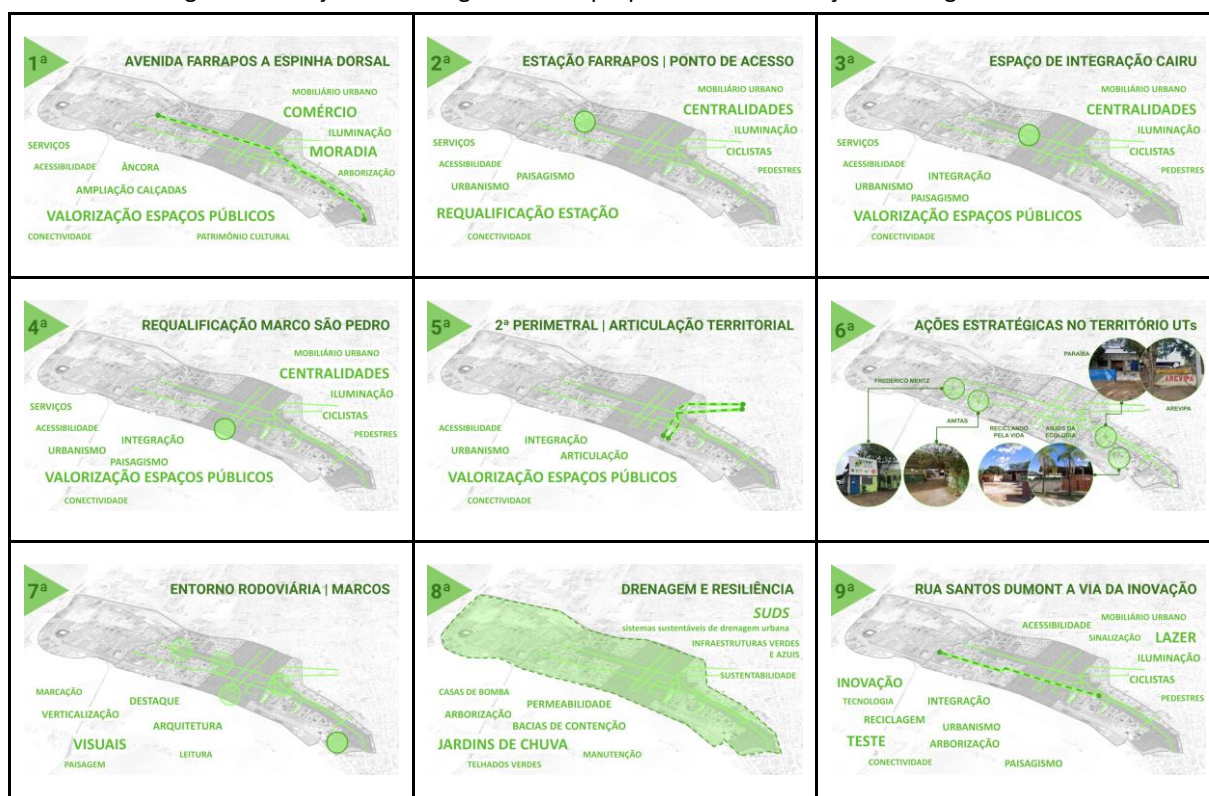 1ª
AVENIDA FARRAPOS A ESPINHA DORSAL
MOBILIÁRIO URBANO
COMÉRCIO
ILUMINAÇÃO
SERVIÇOS
MORADIA
ACESSIBILIDADE
ÂNCORA
ARBORIZAÇÃO
AMPLIAÇÃO CALÇADAS
VALORIZAÇÃO ESPAÇOS PÚBLICOS
CONECTIVIDADE
PATRIMÔNIO CULTURAL
2ª
ESTAÇÃO FARRAPOS | PONTO DE ACESSO
MOBILIÁRIO URBANO
CENTRALIDADES
ILUMINAÇÃO
SERVIÇOS
CICLISTAS
ACESSIBILIDADE
PEDESTRES
PAISAGISMO
URBANISMO
REQUALIFICAÇÃO ESTAÇÃO
CONECTIVIDADE
3ª
ESPAÇO DE INTEGRAÇÃO CAIRU
MOBILIÁRIO URBANO
CENTRALIDADES
ILUMINAÇÃO
SERVIÇOS
CICLISTAS
ACESSIBILIDADE
PEDESTRES
INTEGRAÇÃO
URBANISMO
PAISAGISMO
VALORIZAÇÃO ESPAÇOS PÚBLICOS
CONECTIVIDADE
4ª
REQUALIFICAÇÃO MARCO SÃO PEDRO
MOBILIÁRIO URBANO
CENTRALIDADES
ILUMINAÇÃO
SERVIÇOS
CICLISTAS
ACESSIBILIDADE
PEDESTRES
INTEGRAÇÃO
URBANISMO
PAISAGISMO
VALORIZAÇÃO ESPAÇOS PÚBLICOS
CONECTIVIDADE
5ª
2ª PERIMETRAL | ARTICULAÇÃO TERRITORIAL
ACESSIBILIDADE
INTEGRAÇÃO
URBANISMO
ARTICULAÇÃO
VALORIZAÇÃO ESPAÇOS PÚBLICOS
CONECTIVIDADE
6ª
AÇÕES ESTRATÉGICAS NO TERRITÓRIO UTs
PARAÍBA
AREVIPA
FREDERICO MENTZ
AREVIPA
ANITAS
RECICLANDO
PELA VIDA
ANJOS DA
ECOLOGIA
7ª
ENTORNO RODOVIÁRIA | MARCOS
MARCAÇÃO
DESTAQUE
VERTICALIZAÇÃO
ARQUITETURA
VISUAIS
LEITURA
PAISAGEM
8ª
DRENAGEM E RESILIÊNCIA
SUDS
sistemas sustentáveis de drenagem urbana
INFRAESTRUTURAS VERDES
E AZUIS
SUSTENTABILIDADE
CASAS DE BOMBA
PERMEABILIDADE
ARBORIZAÇÃO
BACIAS DE CONTENÇÃO
JARDINS DE CHUVA
MANUTENÇÃO
TELHADOS VERDES
9ª
RUA SANTOS DUMONT A VIA DA INOVAÇÃO
MOBILIÁRIO URBANO
ACESSIBILIDADE
SINALIZAÇÃO
LAZER
ILUMINAÇÃO
INOVAÇÃO
CICLISTAS
TECNOLOGIA
INTEGRAÇÃO
PEDESTRES
RECICLAGEM
URBANISMO
TESTE
ARBORIZAÇÃO
CONECTIVIDADE
PAISAGISMO